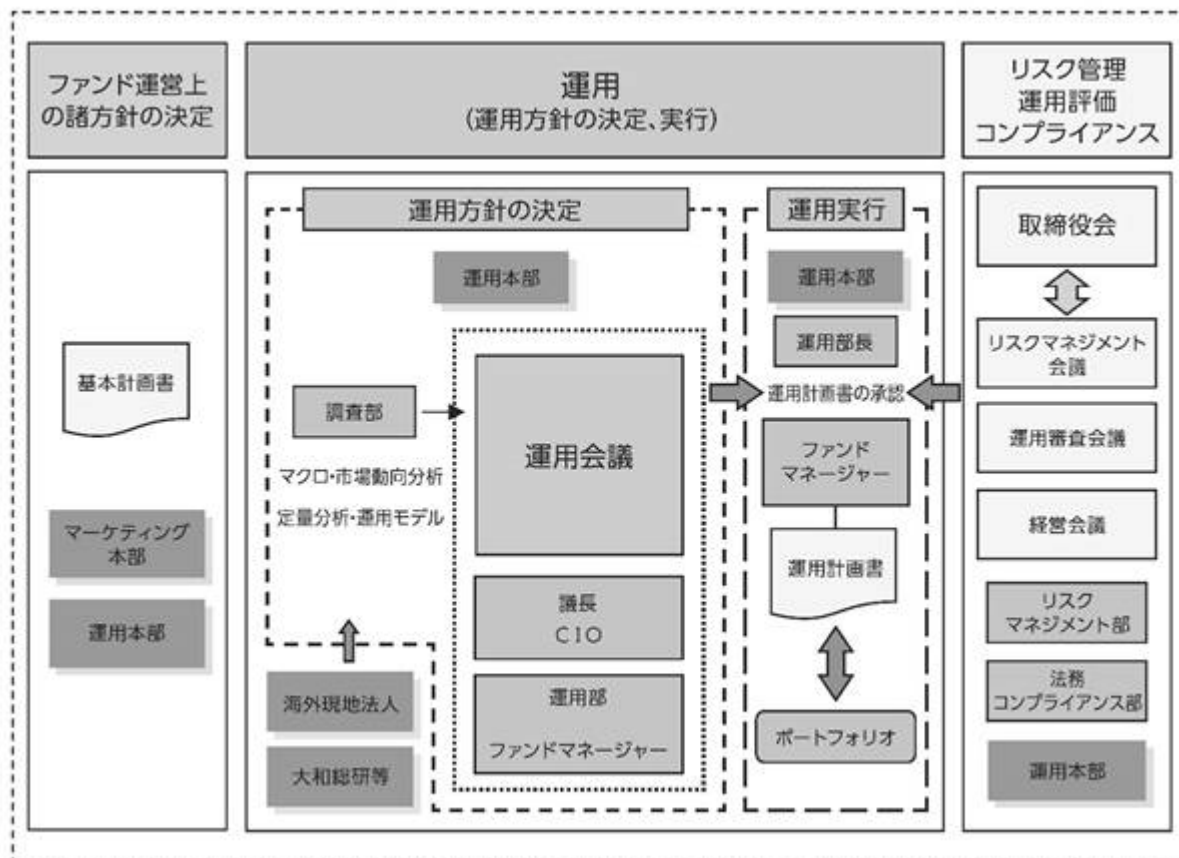 ファンド運営上
の諸方針の決定
運用
(運用方針の決定、実行)
リスク管理
運用評価
コンプライアンス
基本計画書
マーケティング
本部
運用本部
運用方針の決定
運用本部
調査部
マクロ・市場動向分析
定量分析・運用モデル
運用会議
議長
CIO
運用部
ファンドマネージャー
海外現地法人
大和総研等
運用実行
運用本部
運用部長
運用計画書の承認
ファンド
マネージャー
運用計画書
ポートフォリオ
取締役会
リスクマネジメント
会議
運用審査会議
経営会議
リスク
マネジメント部
法務
コンプライアンス部
運用本部